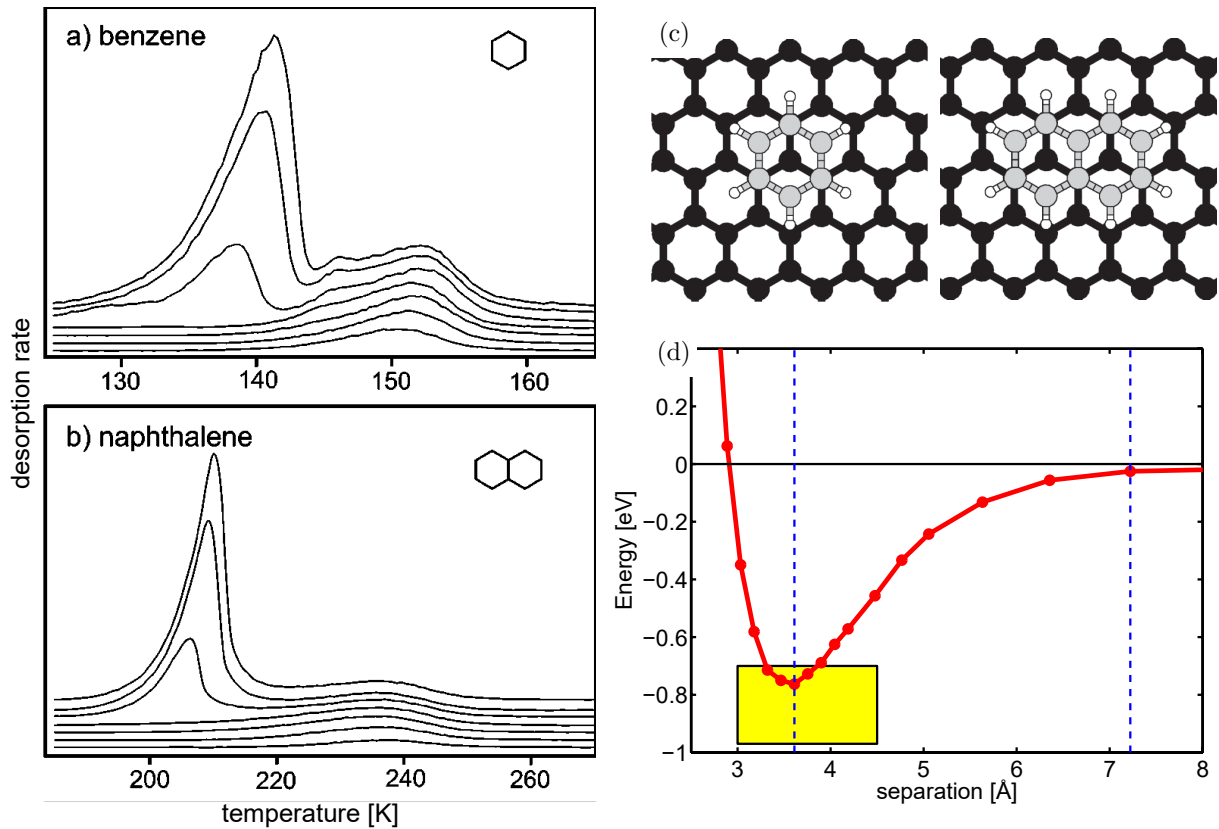 a) benzene
130 140 150 160
b) naphthalene
200 220 240 260
temperature [K]
desorption rate
(c)
(d)
0.2
0
−0.2
−0.4
−0.6
−0.8
−1
Energy [eV]
3 4 5 6 7 8
separation [Å]